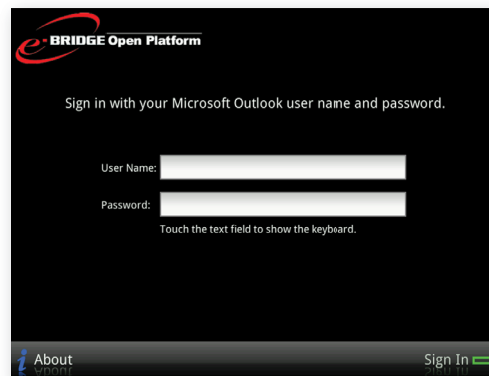 e-BRIDGE Open Platform
Sign in with your Microsoft Outlook user name and password.
User Name:
Password:
Touch the text field to show the keyboard.
About
Sign In